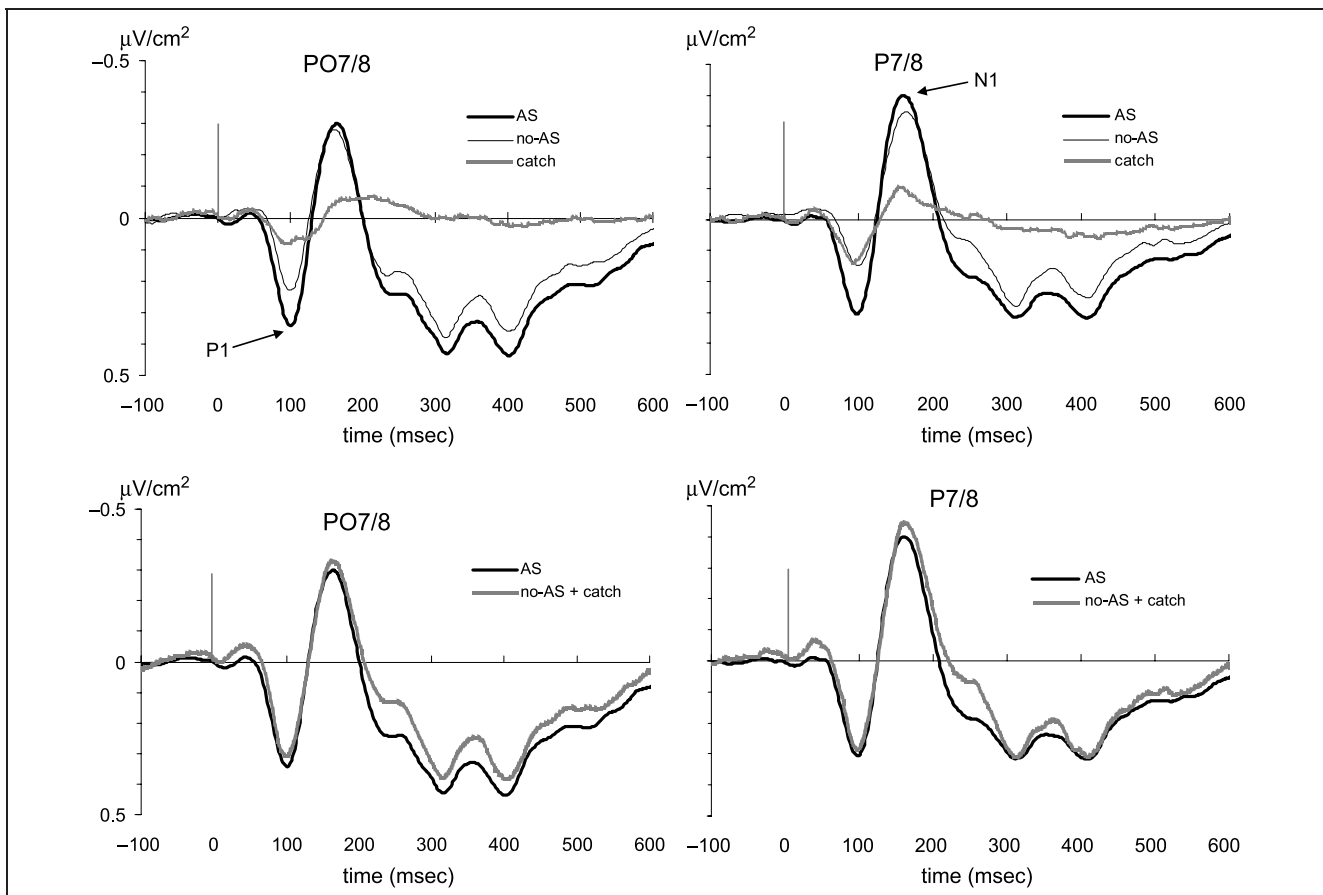 μV/cm²
PO7/8
–0.5
AS
no-AS
catch
0
P1
0.5
–100 0 100 200 300 400 500 600
time (msec)
μV/cm²
P7/8
N1
AS
no-AS
catch
–100 0 100 200 300 400 500 600
time (msec)
μV/cm²
–0.5
PO7/8
AS
no-AS + catch
0
0.5
–100 0 100 200 300 400 500 600
time (msec)
μV/cm²
P7/8
AS
no-AS + catch
–100 0 100 200 300 400 500 600
time (msec)